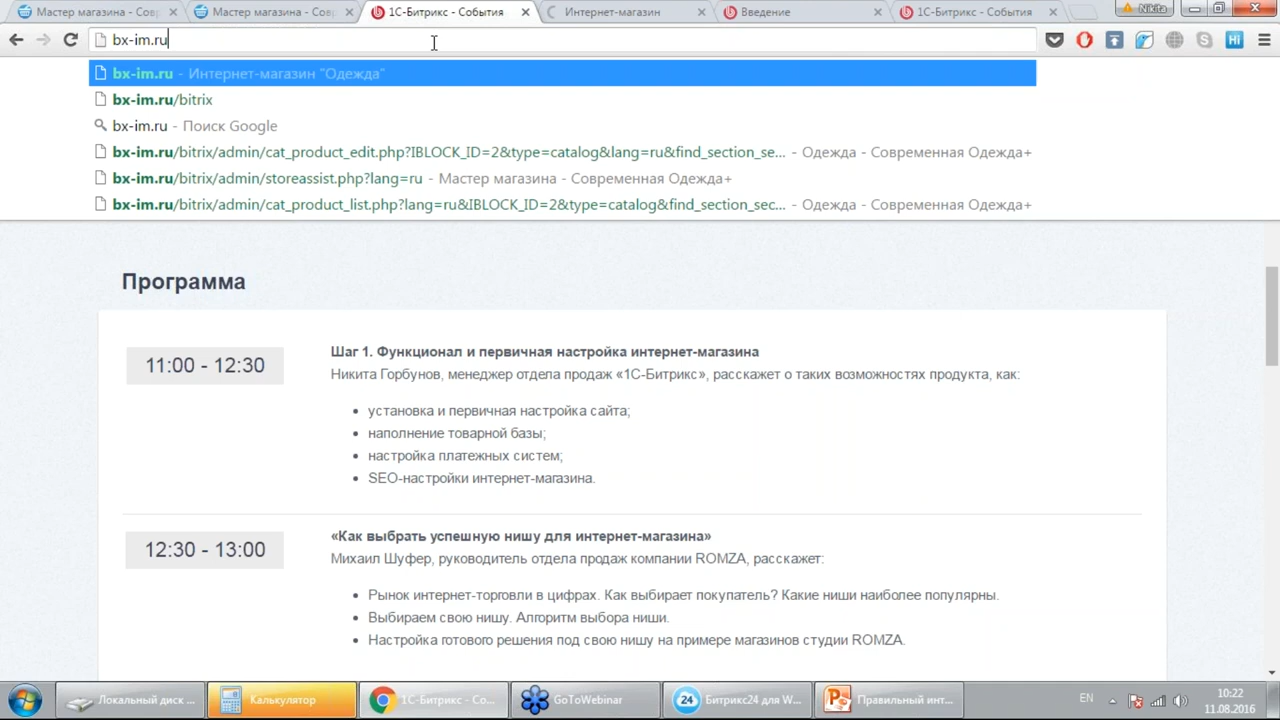 Мастер магазина - Совр
Мастер магазина - Совр
1С-Битрикс - События
Интернет-магазин
Введение
1С-Битрикс - События
Nikita
bx-im.ru
bx-im.ru - Интернет-магазин "Одежда"
bx-im.ru/bitrix
bx-im.ru - Поиск Google
bx-im.ru/bitrix/admin/cat_product_edit.php?IBLOCK_ID=2&type=catalog&lang=ru&find_section_se... - Одежда - Современная Одежда+
bx-im.ru/bitrix/admin/storeassist.php?lang=ru - Мастер магазина - Современная Одежда+
bx-im.ru/bitrix/admin/cat_product_list.php?lang=ru&IBLOCK_ID=2&type=catalog&find_section_sec... - Одежда - Современная Одежда+
Программа
11:00 - 12:30
Шаг 1. Функционал и первичная настройка интернет-магазина
Никита Горбунов, менеджер отдела продаж «1С-Битрикс», расскажет о таких возможностях продукта, как:
• установка и первичная настройка сайта;
• наполнение товарной базы;
• настройка платежных систем;
• SEO-настройки интернет-магазина.
12:30 - 13:00
«Как выбрать успешную нишу для интернет-магазина»
Михаил Шуфер, руководитель отдела продаж компании ROMZA, расскажет:
• Рынок интернет-торговли в цифрах. Как выбирает покупатель? Какие ниши наиболее популярны.
• Выбираем свою нишу. Алгоритм выбора ниши.
• Настройка готового решения под свою нишу на примере магазинов студии ROMZA.
Локальный диск ...
Калькулятор
1С-Битрикс - Со...
GoToWebinar
24 Битрикс24 для W...
Правильный инт...
EN
10:22
11.08.2016